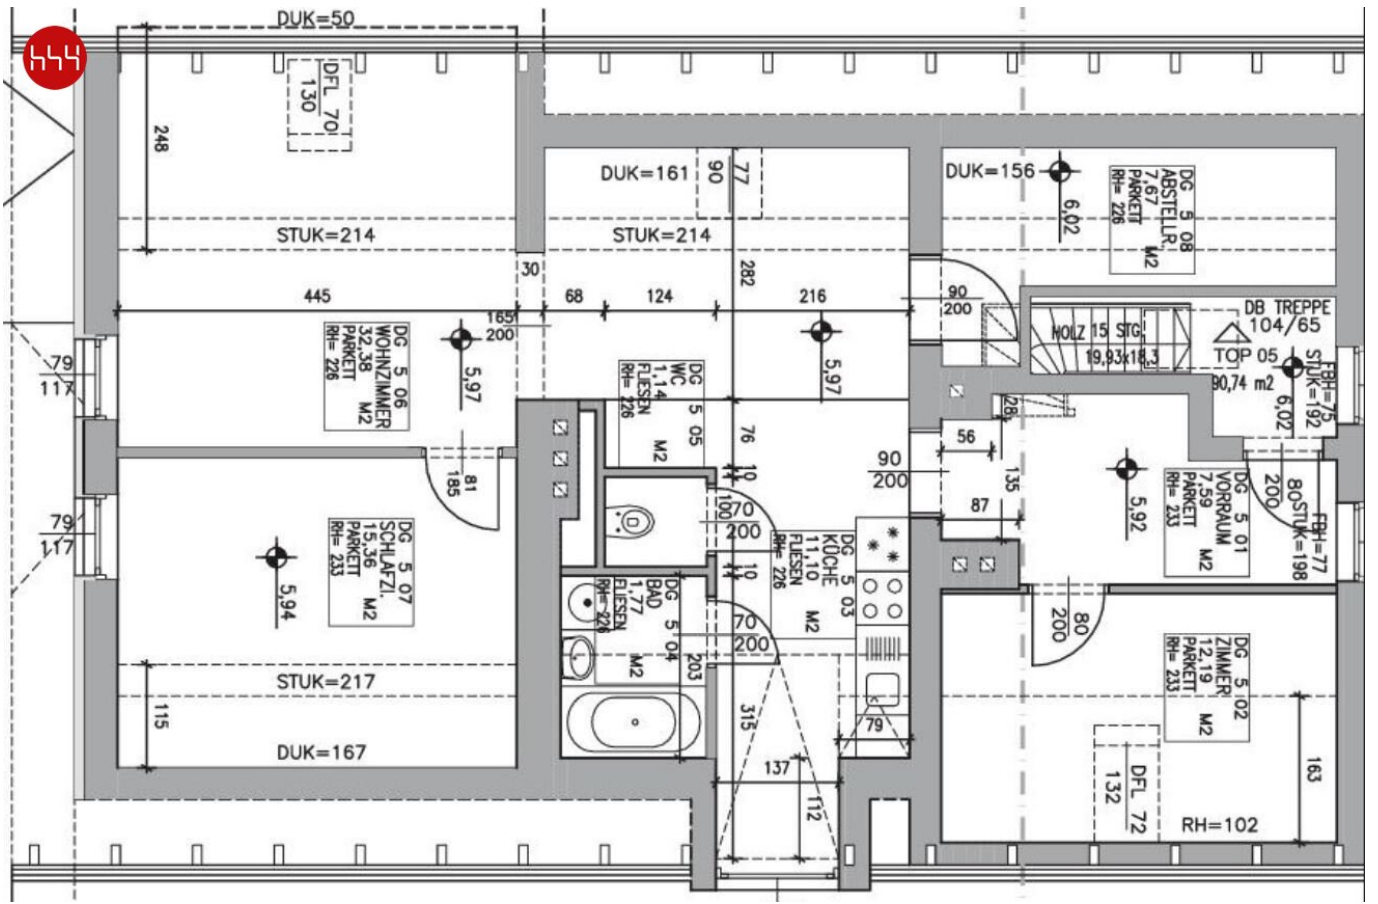 h44
DUK=50
DFL 70
130
248
STUK=214
445
30
165
200
DG 5 06
WOHNZIMMER
32,38 M2
PARKETT
RH= 226
5,97
79
117
81
185
79
117
DG 5 07
SCHLAFZI.
15,36 M2
PARKETT
RH= 233
5,94
STUK=217
115
DUK=167
DUK=161
90
77
STUK=214
282
68
124
216
5,97
DG 5 05
WC
1,14 M2
FLIESEN
RH= 226
76
10
100
70
200
10
DG 5 03
KÜCHE
11,10 M2
FLIESEN
RH= 226
DG 5 04
BAD
1,77 M2
FLIESEN
RH= 226
203
70
200
315
79
137
112
DUK=156
6,02
DG 5 08
ABSTELLR.
7,67 M2
PARKETT
RH= 226
90
200
DB TREPPE
104/65
HOLZ 15 STG
19,93x18,3
TOP 05
90,74 m2
6,02
FBH=75
STUK=192
28
56
135
87
90
200
5,92
DG 5 01
VORRAUM
7,59 M2
PARKETT
RH= 233
80
200
FBH=77
STUK=198
80
200
DG 5 02
ZIMMER
12,19 M2
PARKETT
RH= 233
DFL 72
132
163
RH=102